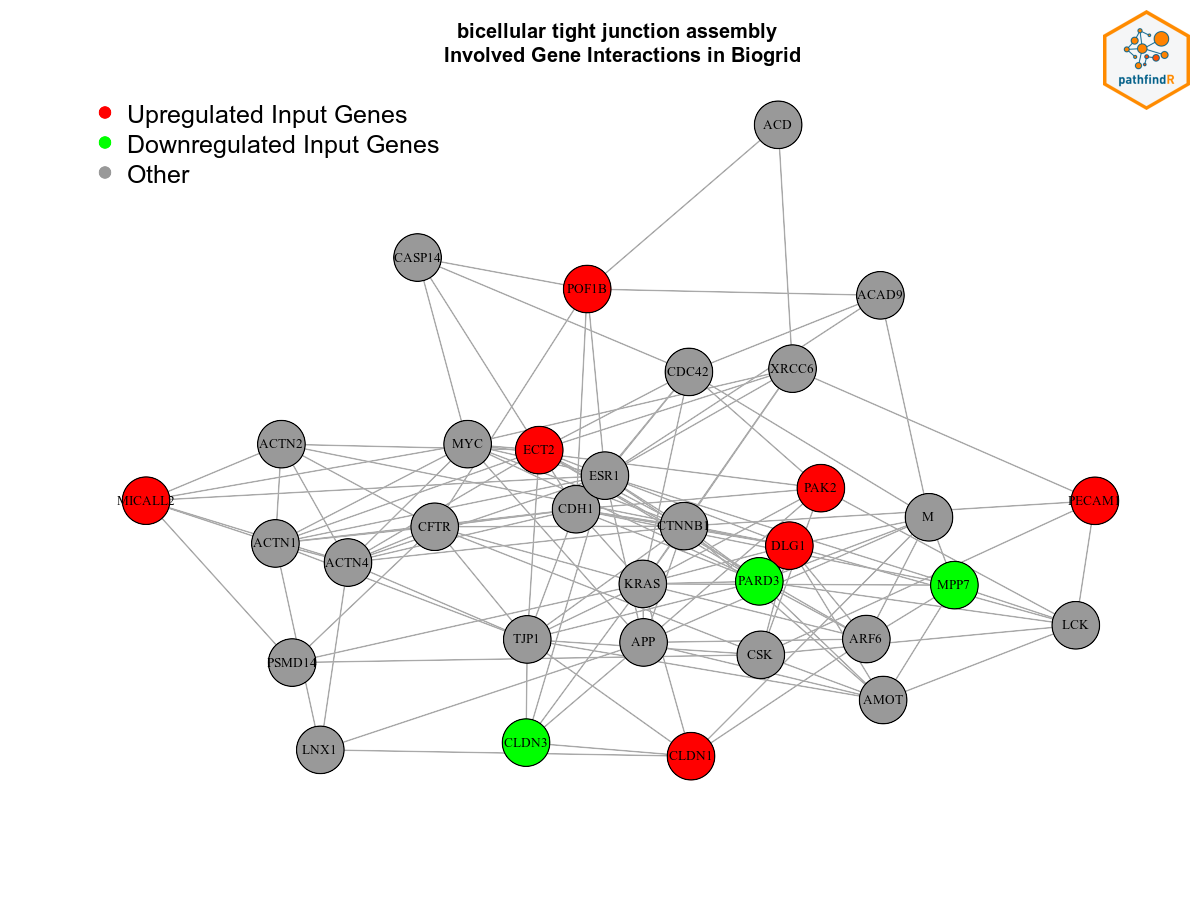 bicellular tight junction assembly
Involved Gene Interactions in Biogrid
pathfindR
Upregulated Input Genes
Downregulated Input Genes
Other
ACD
CASP14
POF1B
ACAD9
CDC42
XRCC6
ACTN2
MYC
ECT2
ESR1
PAK2
MICALL2
PECAM1
CDH1
M
CFTR
CTNNB1
ACTN1
DLG1
ACTN4
KRAS
PARD3
MPP7
LCK
TJP1
APP
ARF6
CSK
PSMD14
AMOT
CLDN3
LNX1
CLDN1